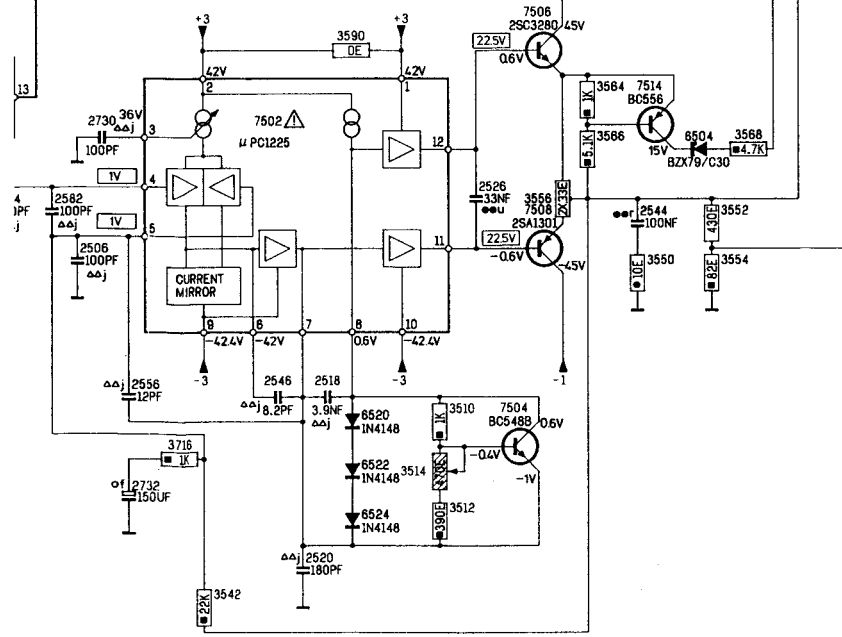 +3
3590
0E
+3
42V
2
42V
1
13
2730
36V
△△j
100PF
3
7502
μPC1225
12
22.5V
0.6V
7506
2SC3280
45V
3564
1K
7514
BC556
3566
5.1K
15V
6504
BZX79/C30
3568
4.7K
1V
4
2582
100PF
△△j
1V
5
2506
100PF
△△j
4
0PF
j
2526
33NF
●●u
3556
2X33E
7508
2SA1301
22.5V
-0.6V
-45V
11
●●r
2544
100NF
3550
10E
430E
3552
82E
3554
CURRENT
MIRROR
9
-42.4V
6
-42V
7
8
0.6V
10
-42.4V
-3
-3
-1
△△j
2556
12PF
2546
△△j
8.2PF
2518
3.9NF
△△j
6520
1N4148
6522
1N4148
6524
1N4148
3510
1K
3514
470E
3512
390E
7504
BC548B
0.6V
-0.4V
-1V
3716
1K
of
2732
150UF
△△j
2520
180PF
3542
22K